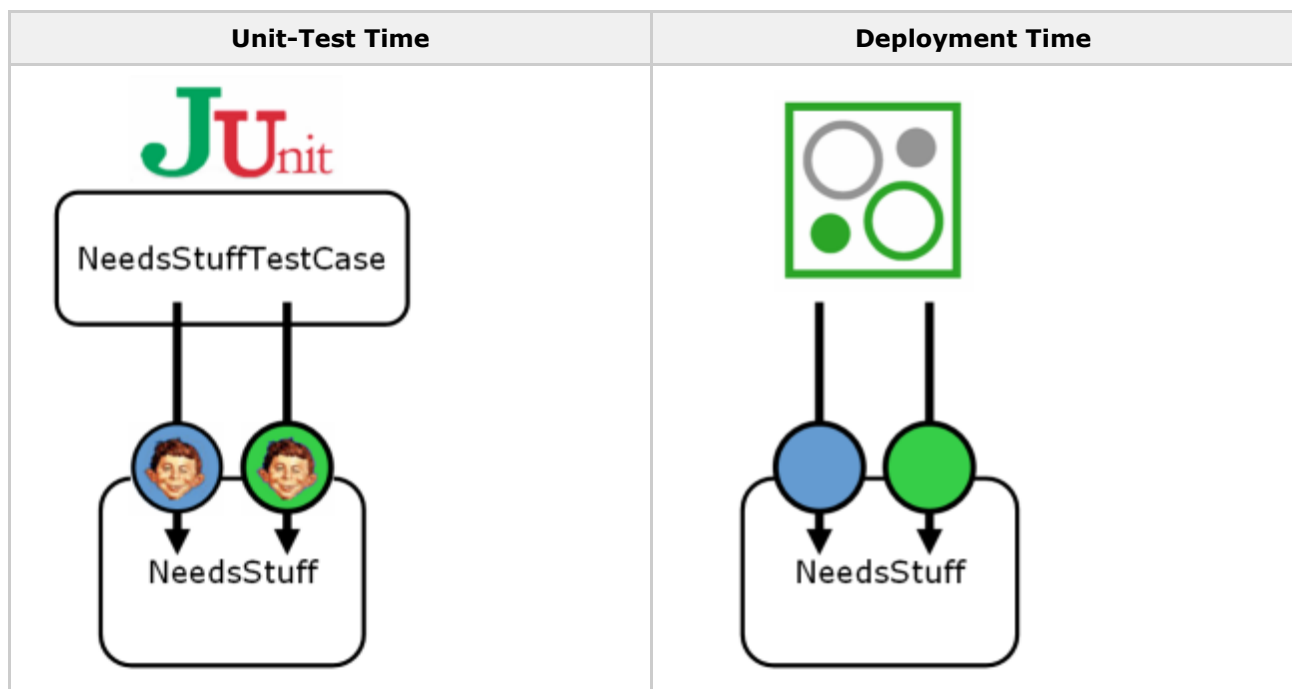 Unit-Test Time
Deployment Time
JUnit
NeedsStuffTestCase
NeedsStuff
NeedsStuff